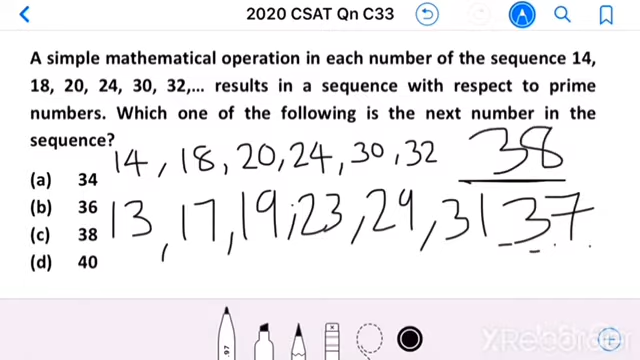 2020 CSAT Qn C33
A simple mathematical operation in each number of the sequence 14,
18, 20, 24, 30, 32,... results in a sequence with respect to prime
numbers. Which one of the following is the next number in the
sequence?
14, 18, 20, 24, 30, 32 38
(a) 34
(b) 36
(c) 38
(d) 40
13, 17, 19, 23, 29, 31 37
.97
XRecorder